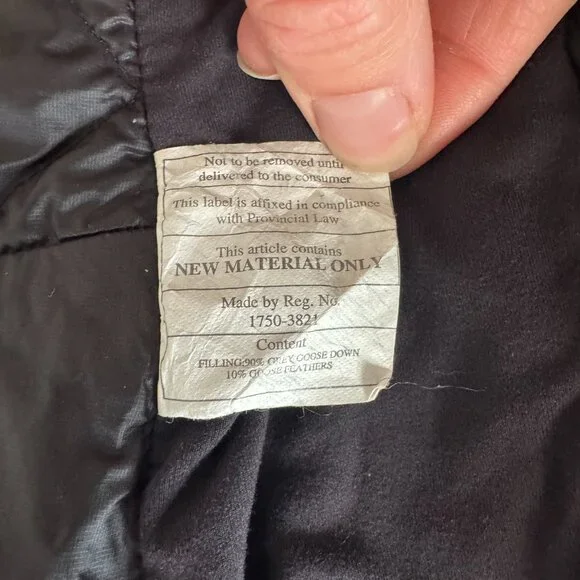 Not to be removed until
delivered to the consumer
This label is affixed in compliance
with Provincial Law
This article contains
NEW MATERIAL ONLY
Made by Reg. No.
1750-3821
Content
FILLING:90% GREY GOOSE DOWN
10% GOOSE FEATHERS